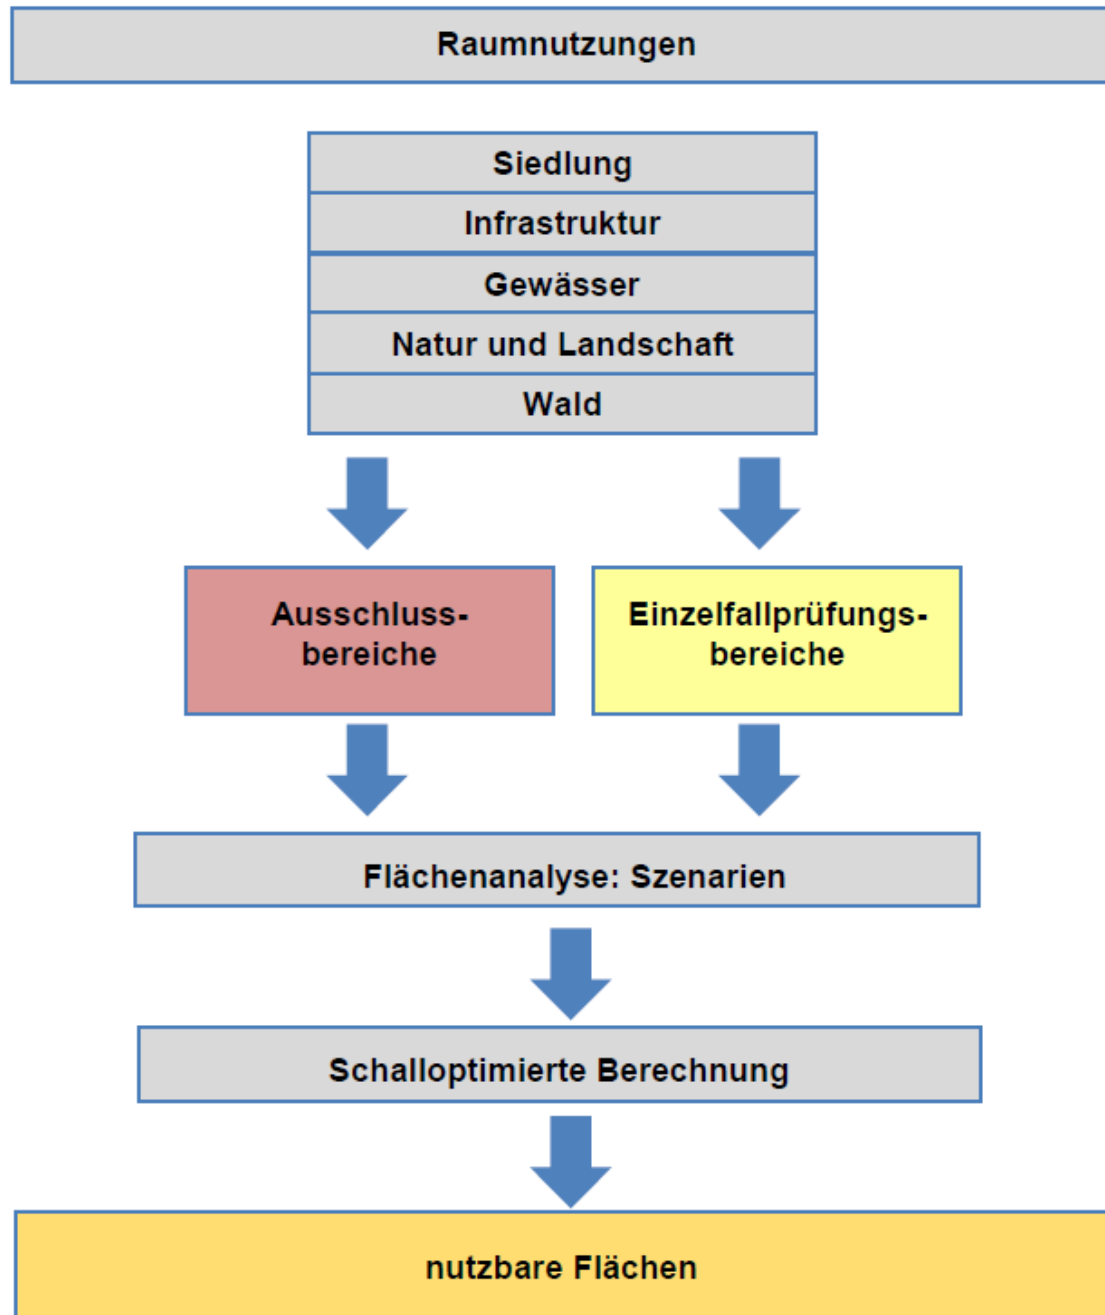 Raumnutzungen
Siedlung
Infrastruktur
Gewässer
Natur und Landschaft
Wald
Ausschluss-
bereiche
Einzelfallprüfungs-
bereiche
Flächenanalyse: Szenarien
Schalloptimierte Berechnung
nutzbare Flächen